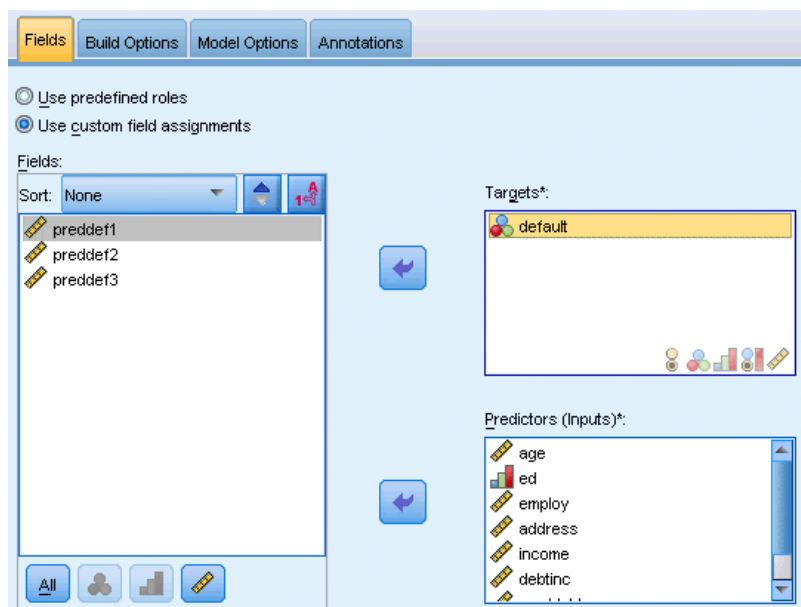 Fields Build Options Model Options Annotations
Use predefined roles
Use custom field assignments
Fields:
Sort: None
A
1
preddef1
preddef2
preddef3
All
Targets*:
default
Predictors (Inputs)*:
age
ed
employ
address
income
debtinc